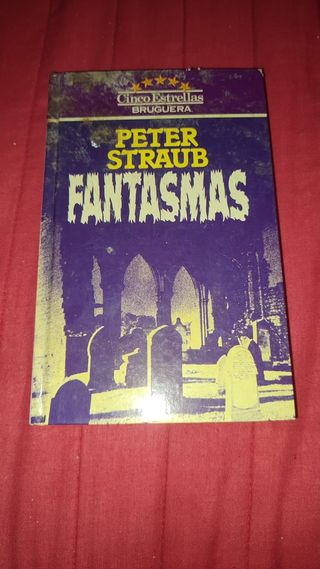 Cinco Estrellas
BRUGUERA
PETER
STRAUB
FANTASMAS